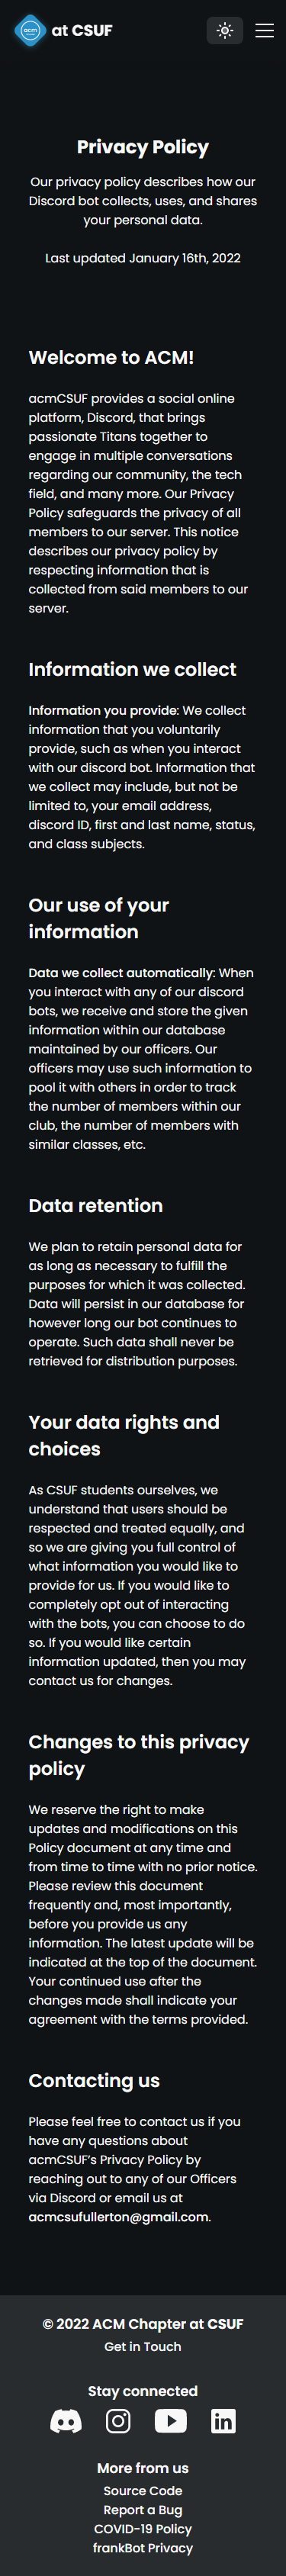 acm
at CSUF
Privacy Policy
Our privacy policy describes how our
Discord bot collects, uses, and shares
your personal data.
Last updated January 16th, 2022
Welcome to ACM!
acmCSUF provides a social online
platform, Discord, that brings
passionate Titans together to
engage in multiple conversations
regarding our community, the tech
field, and many more. Our Privacy
Policy safeguards the privacy of all
members to our server. This notice
describes our privacy policy by
respecting information that is
collected from said members to our
server.
Information we collect
Information you provide: We collect
information that you voluntarily
provide, such as when you interact
with our discord bot. Information that
we collect may include, but not be
limited to, your email address,
discord ID, first and last name, status,
and class subjects.
Our use of your
information
Data we collect automatically: When
you interact with any of our discord
bots, we receive and store the given
information within our database
maintained by our officers. Our
officers may use such information to
pool it with others in order to track
the number of members within our
club, the number of members with
similar classes, etc.
Data retention
We plan to retain personal data for
as long as necessary to fulfill the
purposes for which it was collected.
Data will persist in our database for
however long our bot continues to
operate. Such data shall never be
retrieved for distribution purposes.
Your data rights and
choices
As CSUF students ourselves, we
understand that users should be
respected and treated equally, and
so we are giving you full control of
what information you would like to
provide for us. If you would like to
completely opt out of interacting
with the bots, you can choose to do
so. If you would like certain
information updated, then you may
contact us for changes.
Changes to this privacy
policy
We reserve the right to make
updates and modifications on this
Policy document at any time and
from time to time with no prior notice.
Please review this document
frequently and, most importantly,
before you provide us any
information. The latest update will be
indicated at the top of the document.
Your continued use after the
changes made shall indicate your
agreement with the terms provided.
Contacting us
Please feel free to contact us if you
have any questions about
acmCSUF's Privacy Policy by
reaching out to any of our Officers
via Discord or email us at
acmcsufullerton@gmail.com.
© 2022 ACM Chapter at CSUF
Get in Touch
Stay connected
in
More from us
Source Code
Report a Bug
COVID-19 Policy
frankBot Privacy